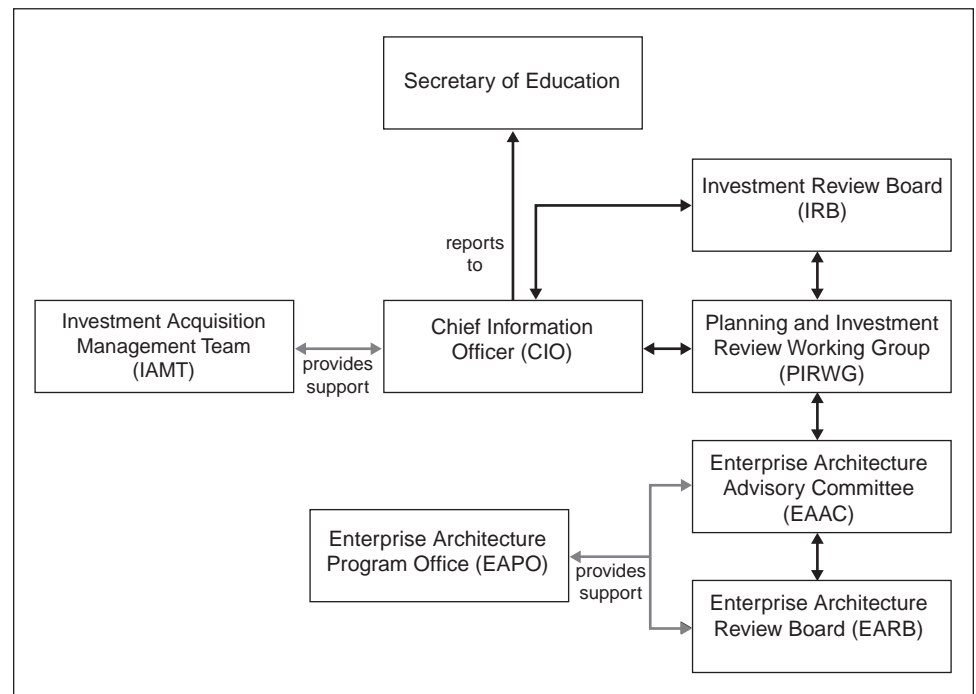 Secretary of Education
Investment Review Board
(IRB)
reports
to
Investment Acquisition
Management Team
(IAMT)
provides
support
Chief Information
Officer (CIO)
Planning and Investment
Review Working Group
(PIRWG)
Enterprise Architecture
Advisory Committee
(EAAC)
Enterprise Architecture
Program Office (EAPO)
provides
support
Enterprise Architecture
Review Board (EARB)